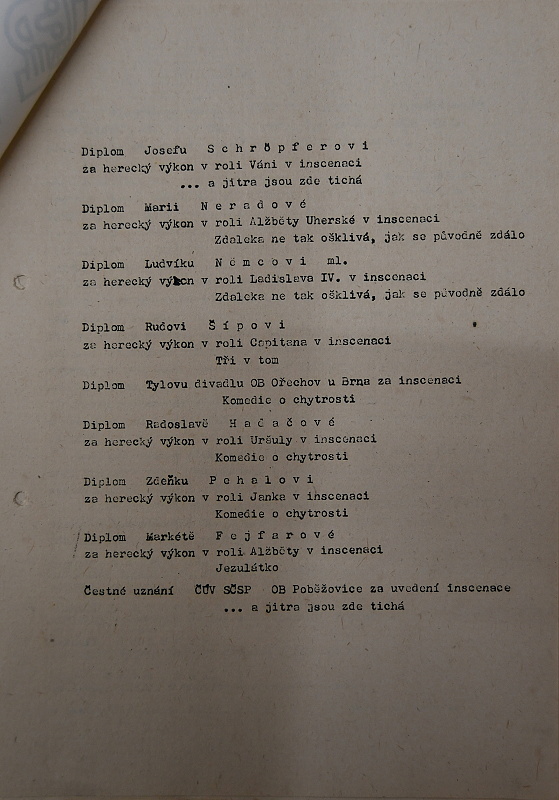 Diplom Josefu S c h r ö p f e r o v i
za herecký výkon v roli Váni v inscenaci
... a jitra jsou zde tichá
Diplom Marii N e r a d o v é
za herecký výkon v roli Alžběty Uherské v inscenaci
Zdaleka ne tak ošklivá, jak se původně zdálo
Diplom Ludvíku N ě m c o v i ml.
za herecký výkon v roli Ladislava IV. v inscenaci
Zdaleka ne tak ošklivá, jak se původně zdálo
Diplom Rudovi Š í p o v i
za herecký výkon v roli Capitana v inscenaci
Tři v tom
Diplom Tylovu divadlu OB Ořechov u Brna za inscenaci
Komedie o chytrosti
Diplom Radoslavě H a d a č o v é
za herecký výkon v roli Uršuly v inscenaci
Komedie o chytrosti
Diplom Zdeňku P e h a l o v i
za herecký výkon v roli Janka v inscenaci
Komedie o chytrosti
Diplom Markétě F e j f a r o v é
za herecký výkon v roli Alžběty v inscenaci
Jezulátko
Čestné uznání ČÚV SČSP OB Poběžovice za uvedení inscenace
... a jitra jsou zde tichá